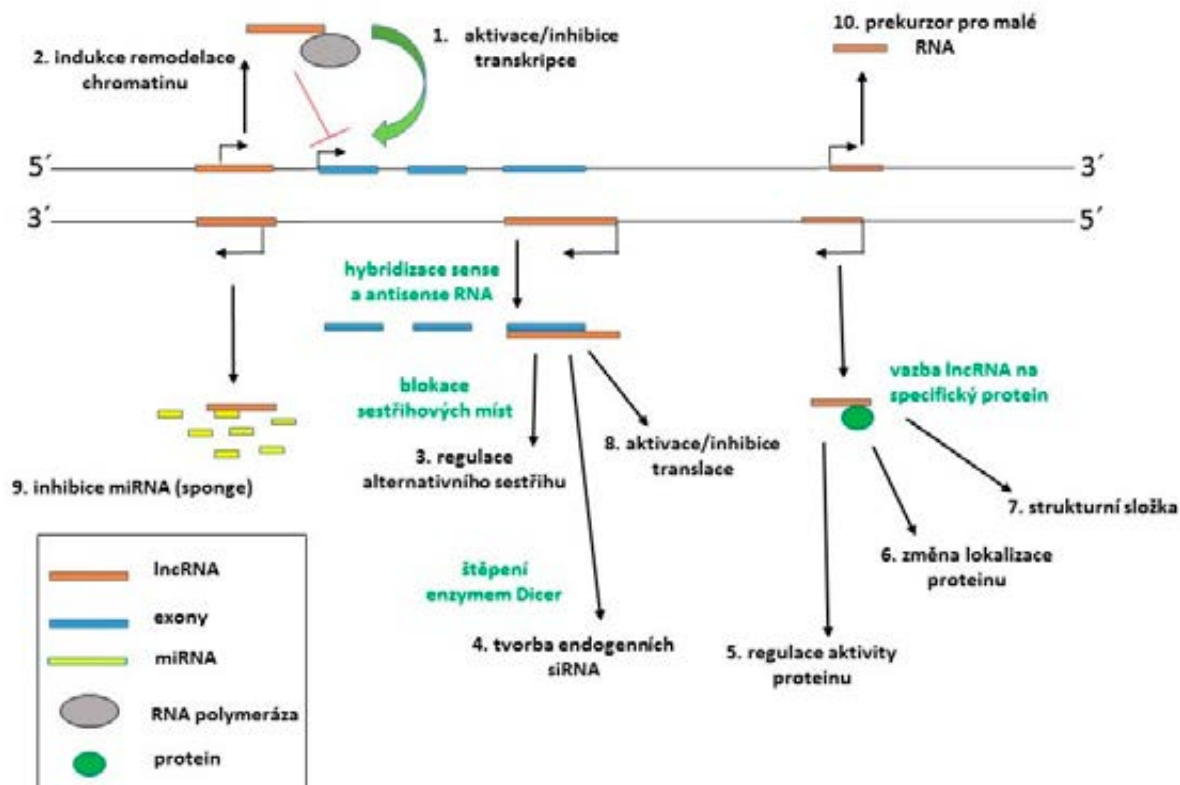 10. prekurzor pro malé
RNA
1. aktivace/inhibice
transkripce
2. indukce remodelace
chromatinu
5´
3´
3´
5´
hybridizace sense
a antisense RNA
blokace
sestřihových míst
vazba lncRNA na
specifický protein
8. aktivace/inhibice
translace
3. regulace
alternativního sestřihu
9. inhibice miRNA (sponge)
7. strukturní složka
6. změna lokalizace
proteinu
štěpení
enzymem Dicer
4. tvorba endogenních
siRNA
5. regulace aktivity
proteinu
lncRNA
exony
miRNA
RNA polymeráza
protein